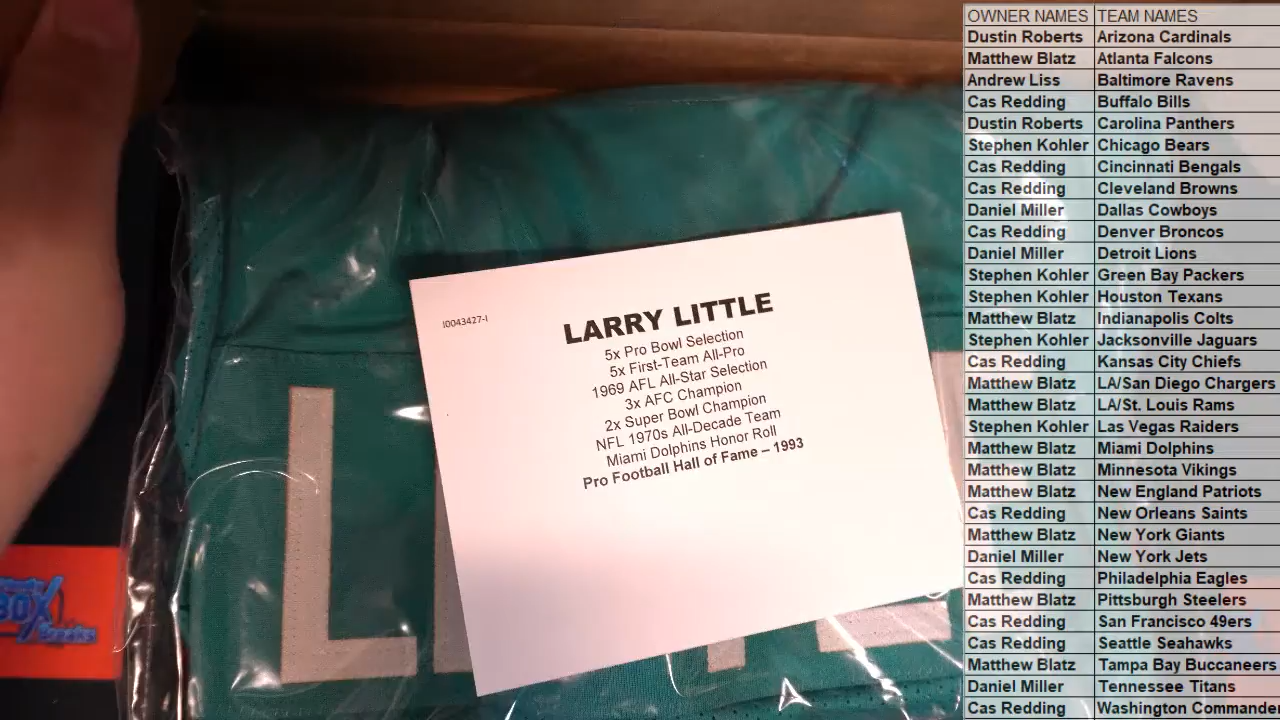 OWNER NAMES TEAM NAMES
Dustin Roberts Arizona Cardinals
Matthew Blatz Atlanta Falcons
Andrew Liss Baltimore Ravens
Cas Redding Buffalo Bills
Dustin Roberts Carolina Panthers
Stephen Kohler Chicago Bears
Cas Redding Cincinnati Bengals
Cas Redding Cleveland Browns
Daniel Miller Dallas Cowboys
Cas Redding Denver Broncos
Daniel Miller Detroit Lions
Stephen Kohler Green Bay Packers
Stephen Kohler Houston Texans
Matthew Blatz Indianapolis Colts
Stephen Kohler Jacksonville Jaguars
Cas Redding Kansas City Chiefs
Matthew Blatz LA/San Diego Chargers
Matthew Blatz LA/St. Louis Rams
Stephen Kohler Las Vegas Raiders
Matthew Blatz Miami Dolphins
Matthew Blatz Minnesota Vikings
Matthew Blatz New England Patriots
Cas Redding New Orleans Saints
Matthew Blatz New York Giants
Daniel Miller New York Jets
Cas Redding Philadelphia Eagles
Matthew Blatz Pittsburgh Steelers
Cas Redding San Francisco 49ers
Cas Redding Seattle Seahawks
Matthew Blatz Tampa Bay Buccaneers
Daniel Miller Tennessee Titans
Cas Redding Washington Commander
I0043427-I
LARRY LITTLE
5x Pro Bowl Selection
5x First-Team All-Pro
1969 AFL All-Star Selection
3x AFC Champion
2x Super Bowl Champion
NFL 1970s All-Decade Team
Miami Dolphins Honor Roll
Pro Football Hall of Fame – 1993
L
BOX
Breaks